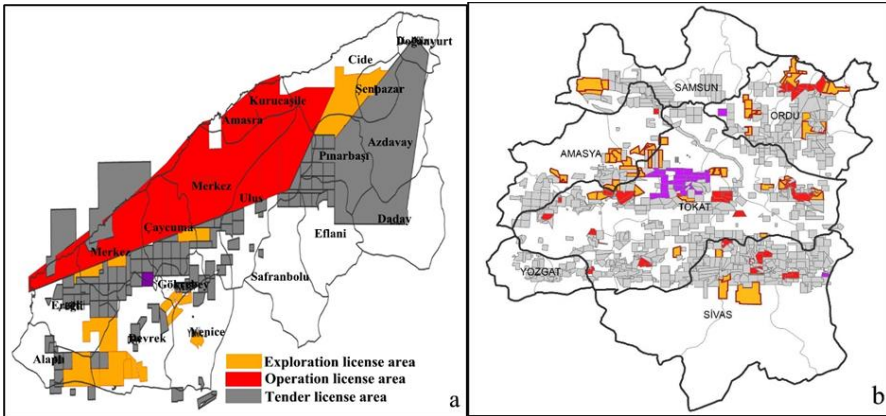 Cide
Doğanyurt
Şenpazar
Kurucaşile
Amasra
Azdavay
Pınarbaşı
Merkez
Ulus
Daday
Çaycuma
Eflani
Merkez
Safranbolu
Gökçebey
Ereğli
Devrek
Yenice
Alaplı
Exploration license area
Operation license area
Tender license area
a
SAMSUN
ORDU
AMASYA
TOKAT
YOZGAT
SİVAS
b